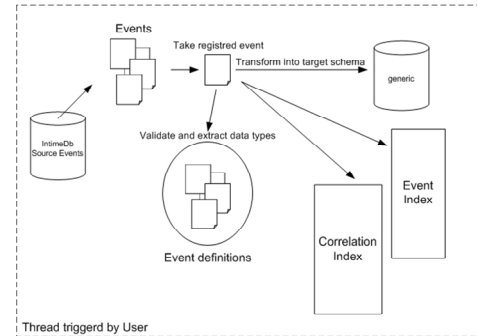 Events
Take registred event
Transform into target schema
generic
IntimeDb
Source Events
Validate and extract data types
Event
Index
Correlation
Index
Event definitions
Thread triggerd by User